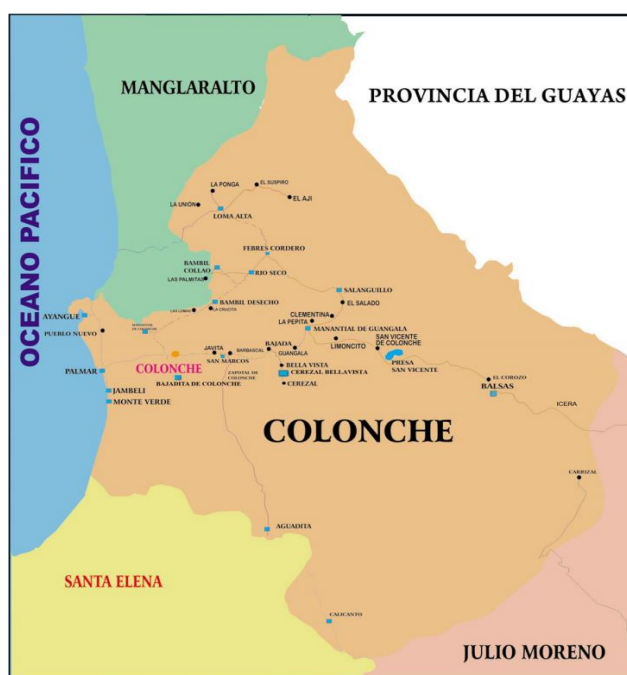 MANGLARALTO
PROVINCIA DEL GUAYAS
OCEANO PACIFICO
LA PONGA
EL SUSPIRO
EL AJI
LA UNIÓN
LOMA ALTA
FEBRES CORDERO
BAMBIL
COLLAO
RIO SECO
LAS PALMITAS
SALANGUILLO
EL SALADO
BAMBIL DESECHO
LA CRUCITA
CLEMENTINA
LA PEPITA
AYANGUE
PUEBLO NUEVO
MANANTIAL DE GUANGALA
LIMONCITO
SAN VICENTE
DE COLONCHE
JAVITA
BARBASCAL
BAJADA
GUANGALA
SAN MARCOS
PRESA
SAN VICENTE
COLONCHE
ZAPOTAL DE
COLONCHE
BELLA VISTA
CEREZAL BELLAVISTA
PALMAR
BAJADITA DE COLONCHE
CEREZAL
EL COROZO
BALSAS
JAMBELI
MONTE VERDE
ICERA
COLONCHE
CARRIZAL
AGUADITA
SANTA ELENA
CALICANTO
JULIO MORENO